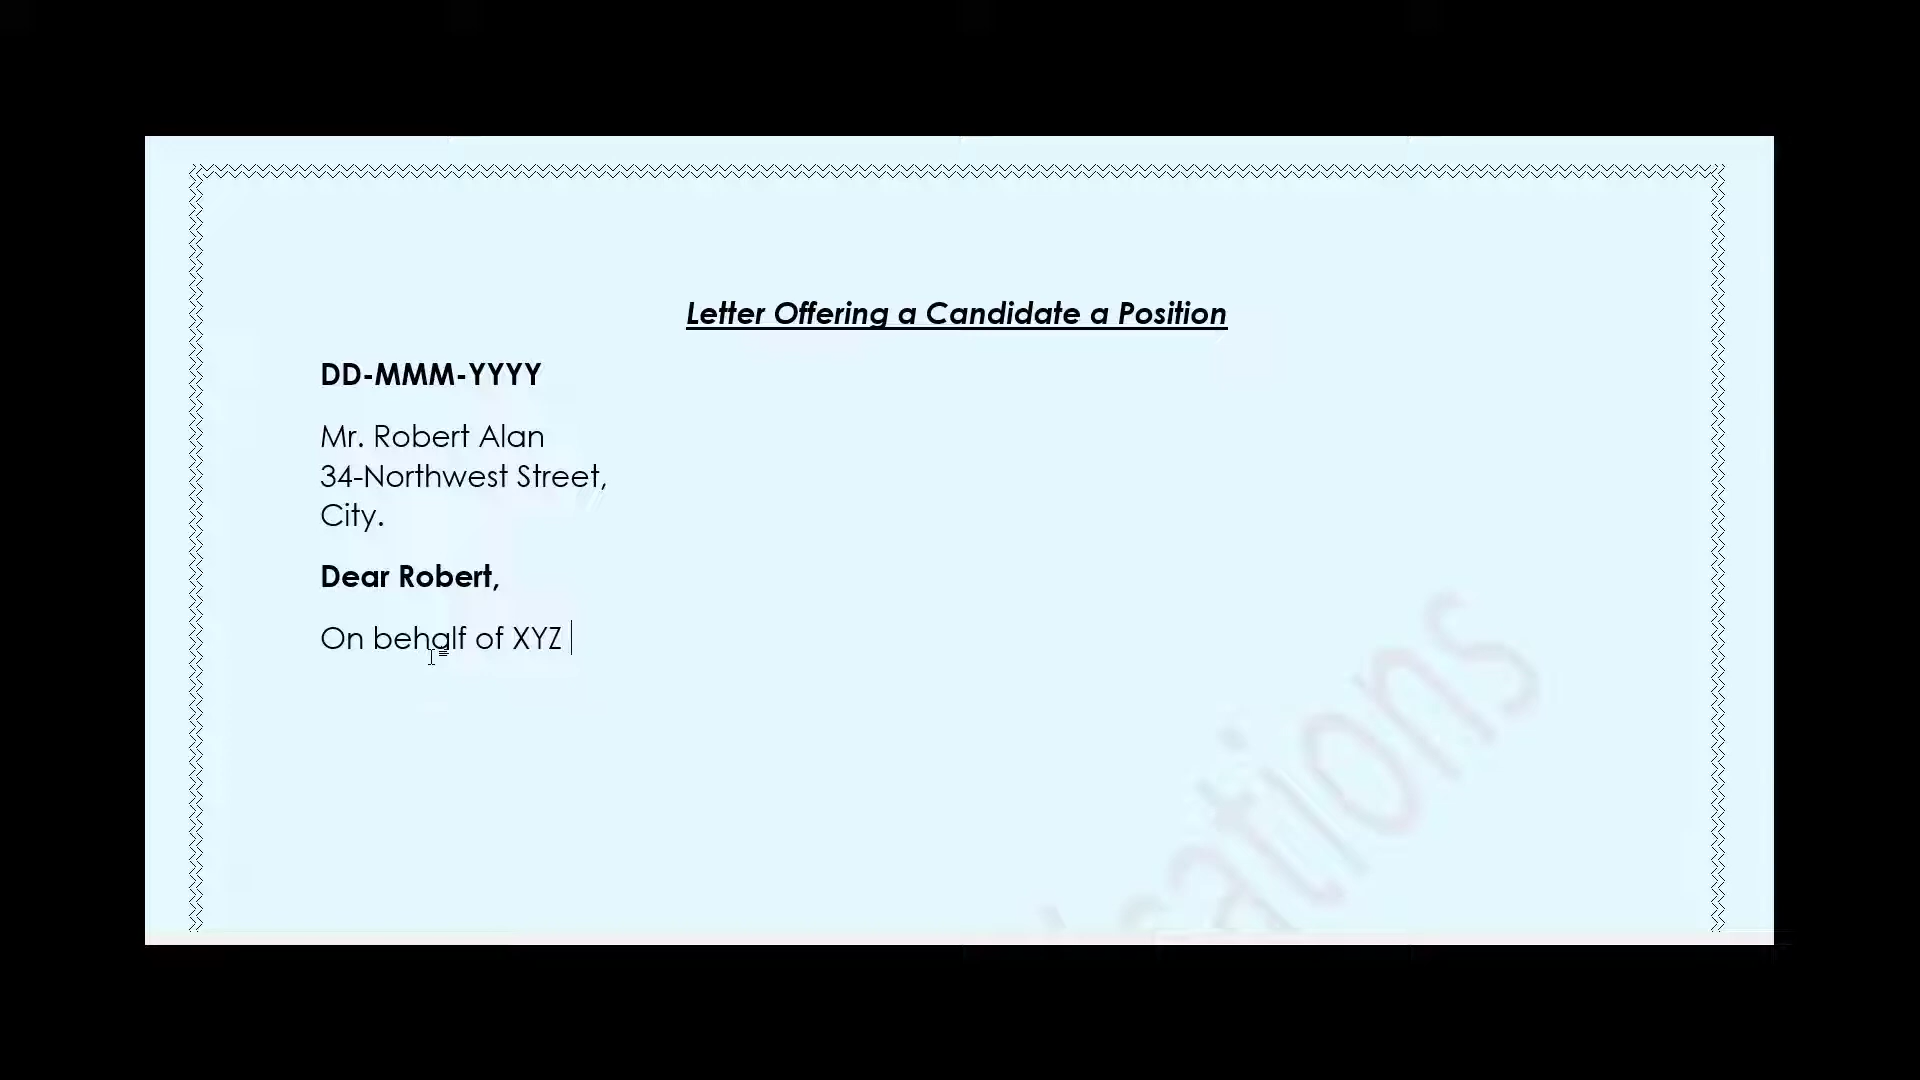 Letter Offering a Candidate a Position
DD-MMM-YYYY
Mr. Robert Alan
34-Northwest Street,
City.
Dear Robert,
On behalf of XYZ